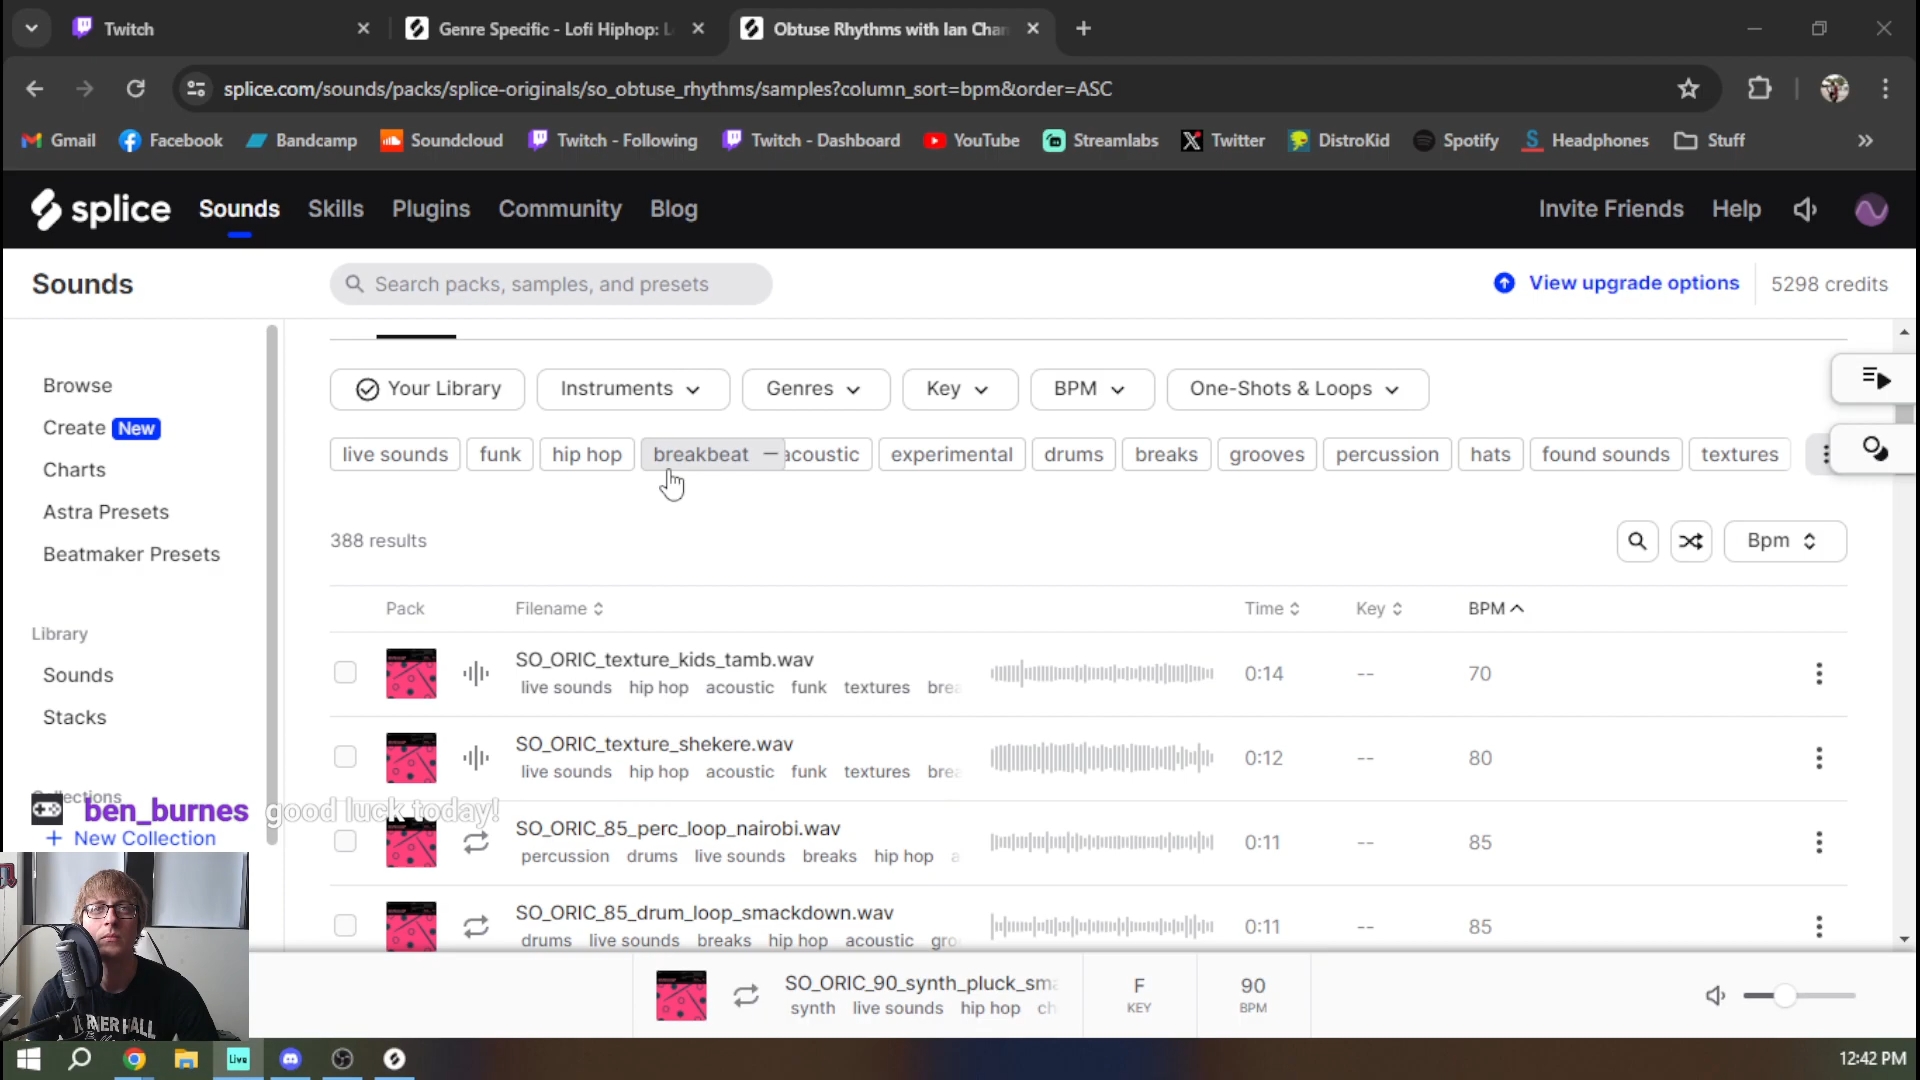 Twitch
Genre Specific - Lofi Hiphop: L
Obtuse Rhythms with Ian Chan
splice.com/sounds/packs/splice-originals/so_obtuse_rhythms/samples?column_sort=bpm&order=ASC
Gmail Facebook Bandcamp Soundcloud Twitch - Following Twitch - Dashboard YouTube Streamlabs Twitter DistroKid Spotify Headphones Stuff
splice Sounds Skills Plugins Community Blog Invite Friends Help
Sounds Search packs, samples, and presets View upgrade options 5298 credits
Browse
Create New
Charts
Astra Presets
Beatmaker Presets
Library
Sounds
Stacks
ections
+ New Collection
ben_burnes good luck today!
Your Library Instruments Genres Key BPM One-Shots & Loops
live sounds funk hip hop breakbeat acoustic experimental drums breaks grooves percussion hats found sounds textures
388 results Bpm
Pack Filename Time Key BPM
SO_ORIC_texture_kids_tamb.wav 0:14 -- 70
live sounds hip hop acoustic funk textures brea
SO_ORIC_texture_shekere.wav 0:12 -- 80
live sounds hip hop acoustic funk textures brea
SO_ORIC_85_perc_loop_nairobi.wav 0:11 -- 85
percussion drums live sounds breaks hip hop a
SO_ORIC_85_drum_loop_smackdown.wav 0:11 -- 85
drums live sounds breaks hip hop acoustic gro
SO_ORIC_90_synth_pluck_sma F 90
synth live sounds hip hop ch KEY BPM
Live 12:42 PM